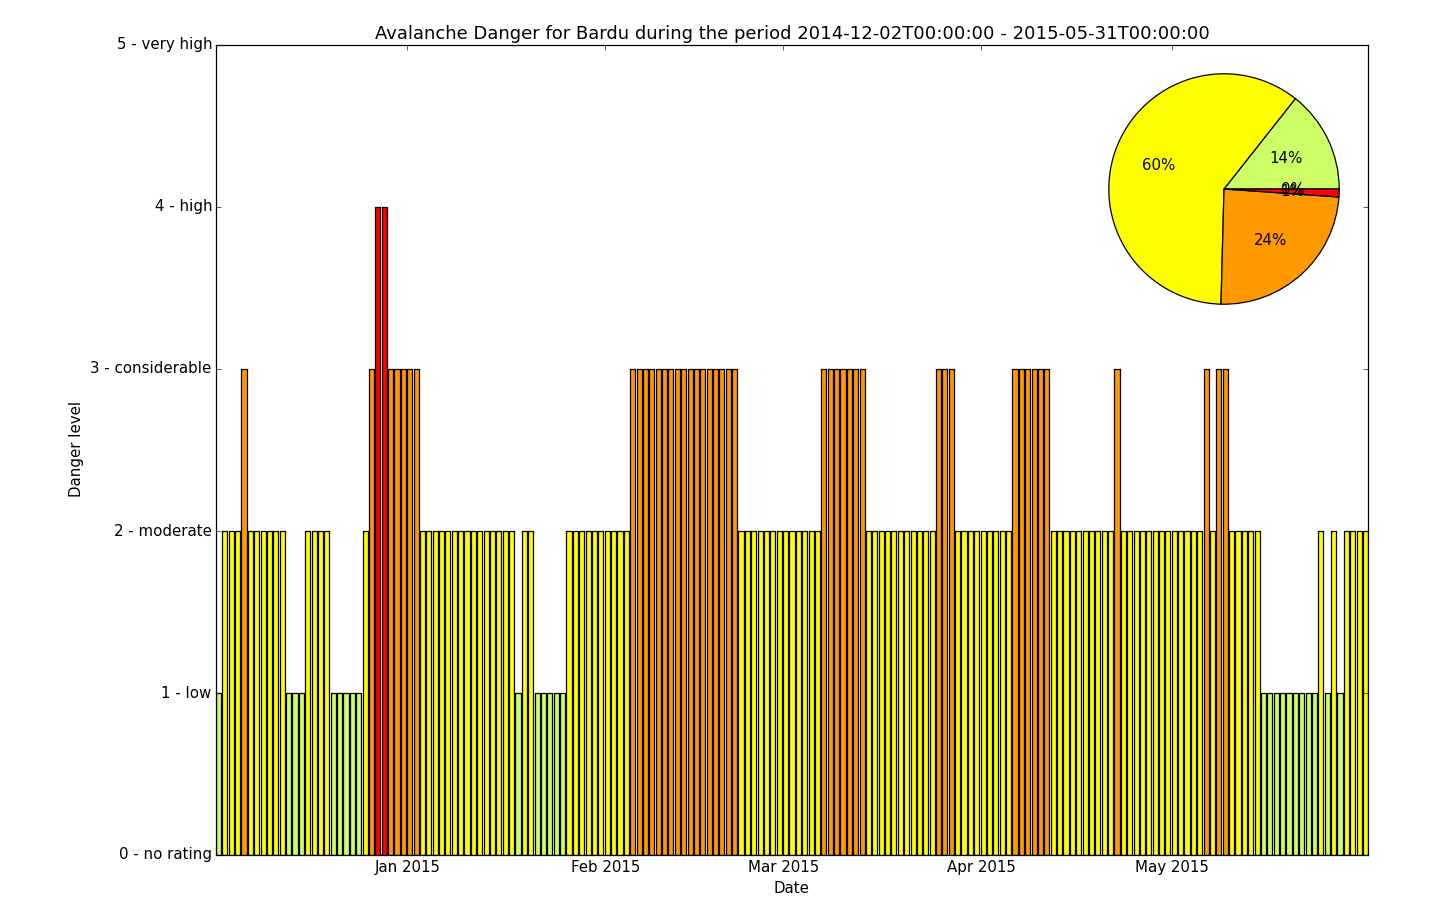 Avalanche Danger for Bardu during the period 2014-12-02T00:00:00 - 2015-05-31T00:00:00
5 - very high
4 - high
3 - considerable
2 - moderate
1 - low
0 - no rating
Danger level
60%
14%
0%
1%
24%
Jan 2015
Feb 2015
Mar 2015
Apr 2015
May 2015
Date